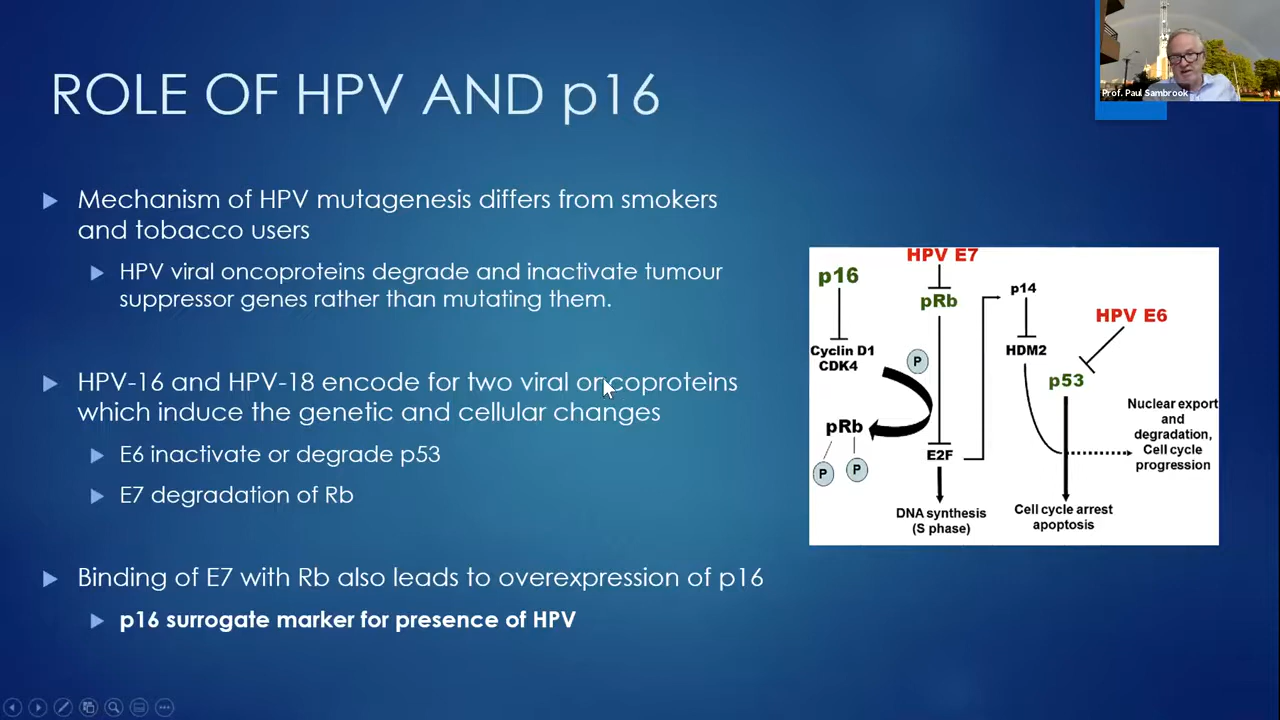 ROLE OF HPV AND p16
Prof. Paul Sambrook
Mechanism of HPV mutagenesis differs from smokers
and tobacco users
HPV viral oncoproteins degrade and inactivate tumour
suppressor genes rather than mutating them.
HPV-16 and HPV-18 encode for two viral oncoproteins
which induce the genetic and cellular changes
E6 inactivate or degrade p53
E7 degradation of Rb
Binding of E7 with Rb also leads to overexpression of p16
p16 surrogate marker for presence of HPV
HPV E7
p16
pRb
p14
HPV E6
Cyclin D1
CDK4
P
HDM2
p53
pRb
P
P
E2F
Nuclear export
and
degradation,
Cell cycle
progression
DNA synthesis
(S phase)
Cell cycle arrest
apoptosis